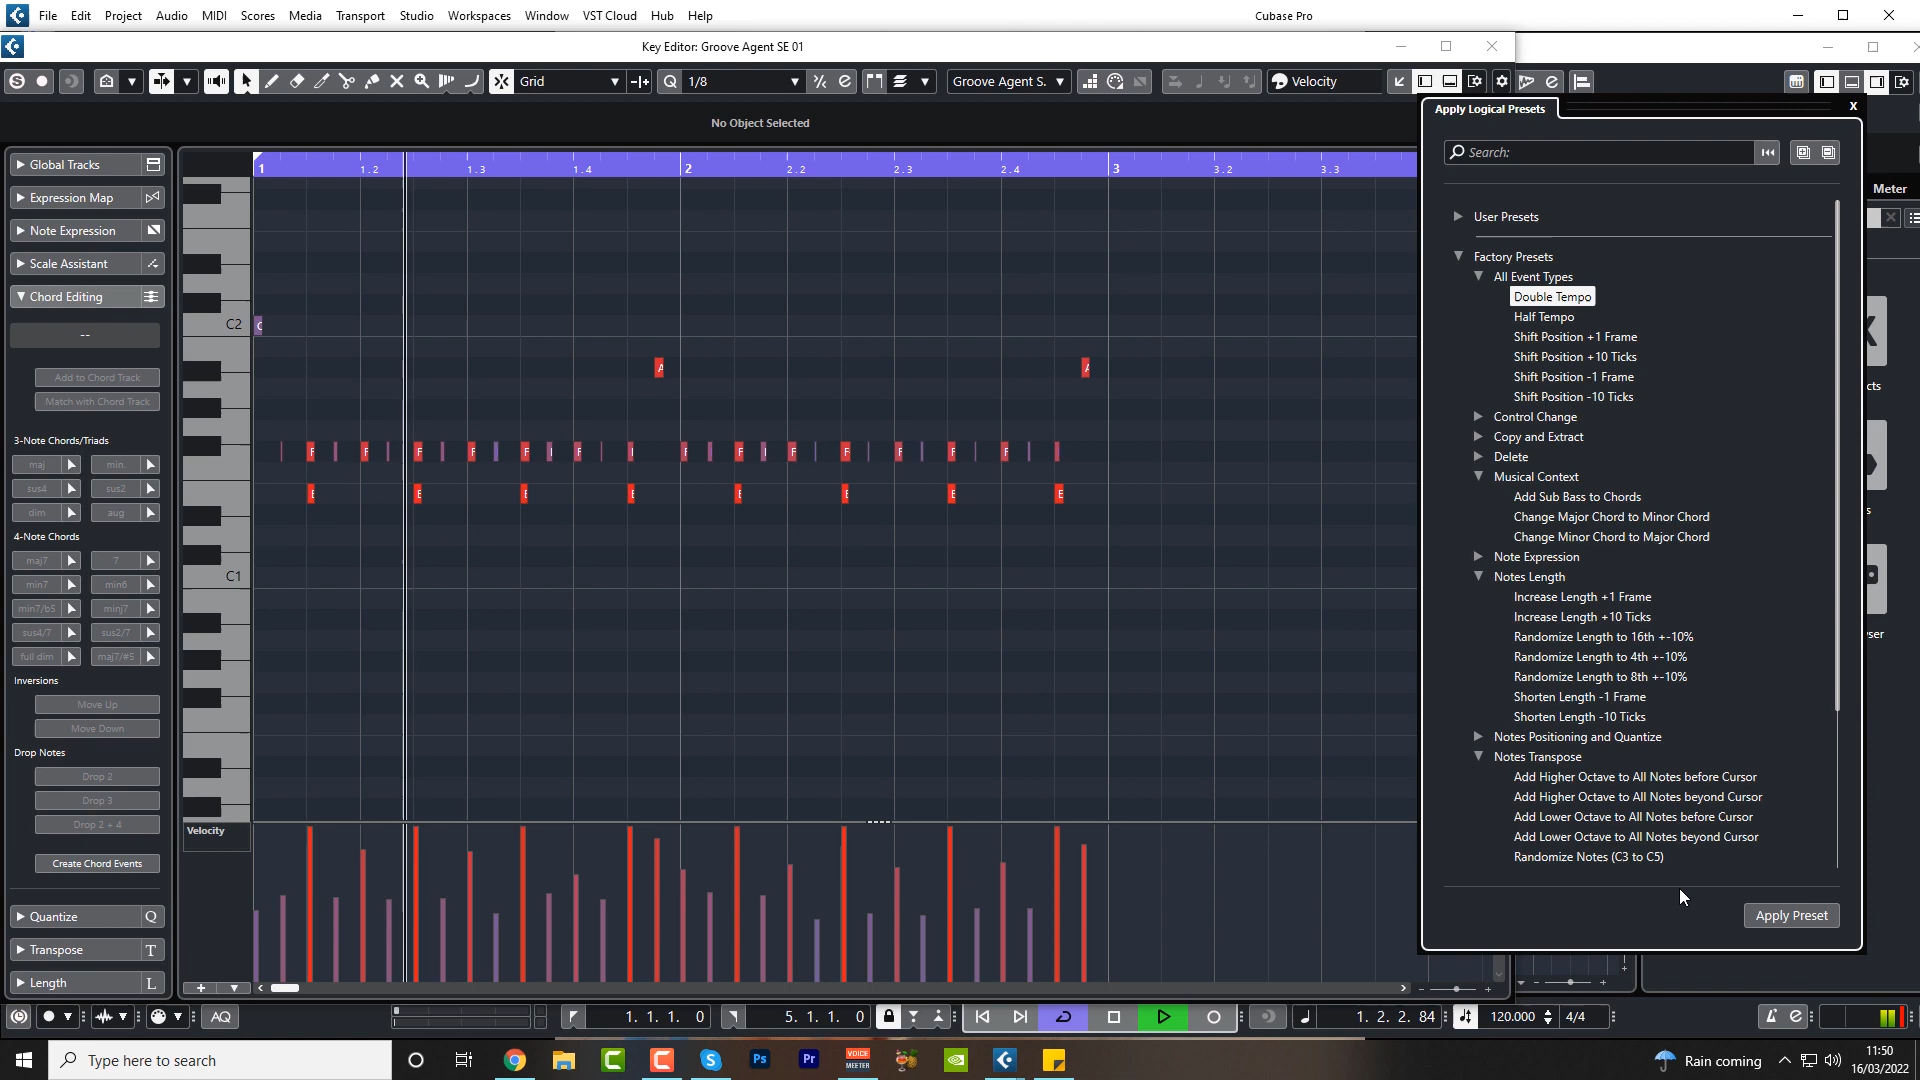 File Edit Project Audio MIDI Scores Media Transport Studio Workspaces Window VST Cloud Hub Help
Cubase Pro
Key Editor: Groove Agent SE 01
Grid
Q 1/8
Groove Agent S.
Velocity
No Object Selected
Apply Logical Presets
x
Search:
Meter
Global Tracks
Expression Map
Note Expression
Scale Assistant
Chord Editing
--
Add to Chord Track
Match with Chord Track
3-Note Chords/Triads
maj min.
sus4 sus2
dim aug
4-Note Chords
maj7 7
min7 min6
min7/b5 minj7
sus4/7 sus2/7
full dim maj7/#5
Inversions
Move Up
Move Down
Drop Notes
Drop 2
Drop 3
Drop 2 + 4
Create Chord Events
Quantize Q
Transpose T
Length L
1 1.2 1.3 1.4 2 2.2 2.3 2.4 3 3.2 3.3
C2
C1
Velocity
User Presets
Factory Presets
All Event Types
Double Tempo
Half Tempo
Shift Position +1 Frame
Shift Position +10 Ticks
Shift Position -1 Frame
Shift Position -10 Ticks
Control Change
Copy and Extract
Delete
Musical Context
Add Sub Bass to Chords
Change Major Chord to Minor Chord
Change Minor Chord to Major Chord
Note Expression
Notes Length
Increase Length +1 Frame
Increase Length +10 Ticks
Randomize Length to 16th +-10%
Randomize Length to 4th +-10%
Randomize Length to 8th +-10%
Shorten Length -1 Frame
Shorten Length -10 Ticks
Notes Positioning and Quantize
Notes Transpose
Add Higher Octave to All Notes before Cursor
Add Higher Octave to All Notes beyond Cursor
Add Lower Octave to All Notes before Cursor
Add Lower Octave to All Notes beyond Cursor
Randomize Notes (C3 to C5)
Apply Preset
AQ
1. 1. 1. 0
5. 1. 1. 0
1. 2. 2. 84
120.000
4/4
Type here to search
Ps
Pr
VOICE
MEETER
Rain coming
11:50
16/03/2022